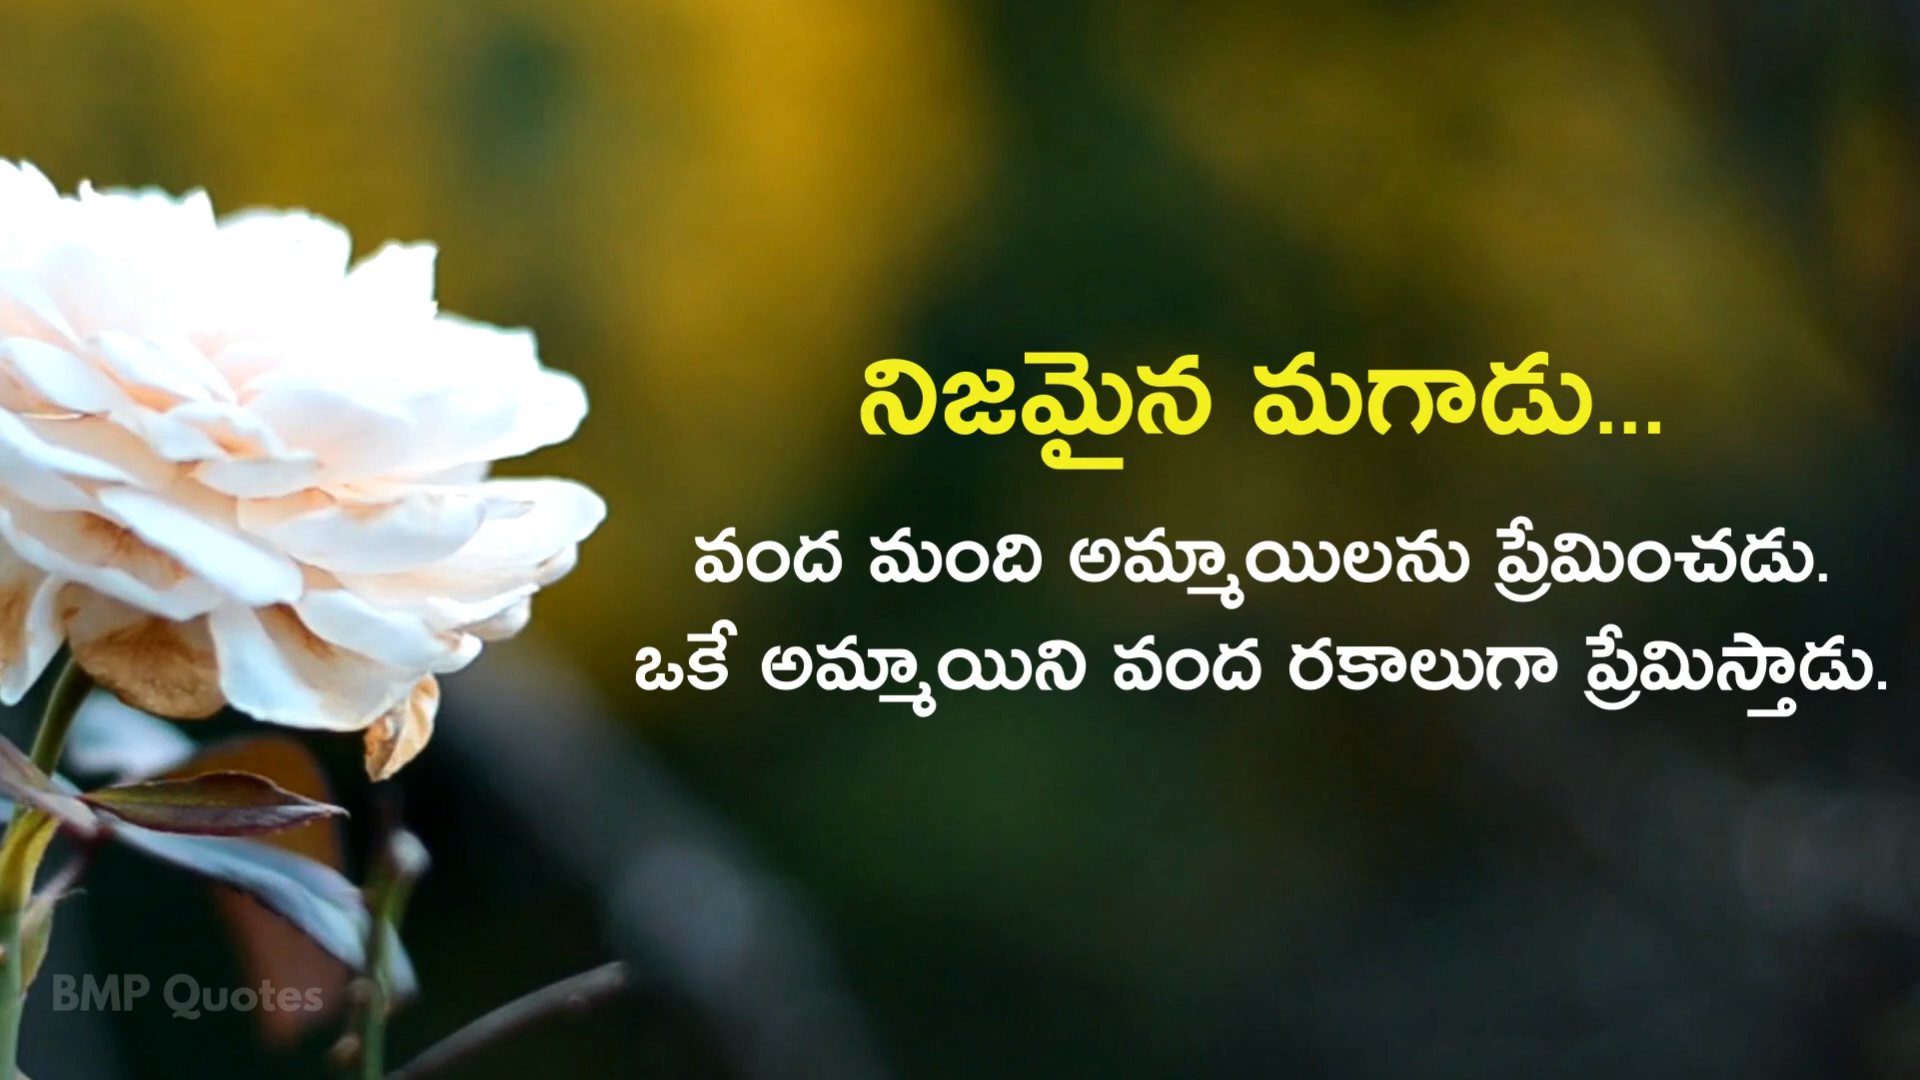 నిజమైన మగాడు...
వంద మంది అమ్మాయిలను ప్రేమించడు.
ఒకే అమ్మాయిని వంద రకాలుగా ప్రేమిస్తాడు.
BMP Quotes